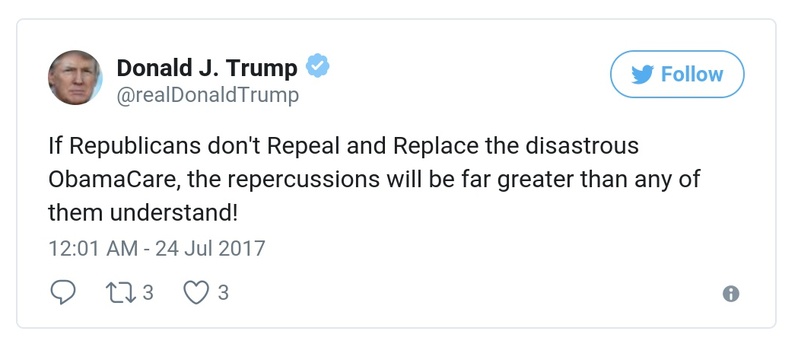 Donald J. Trump
Follow
@realDonaldTrump
If Republicans don't Repeal and Replace the disastrous
ObamaCare, the repercussions will be far greater than any of
them understand!
12:01 AM - 24 Jul 2017
3 3